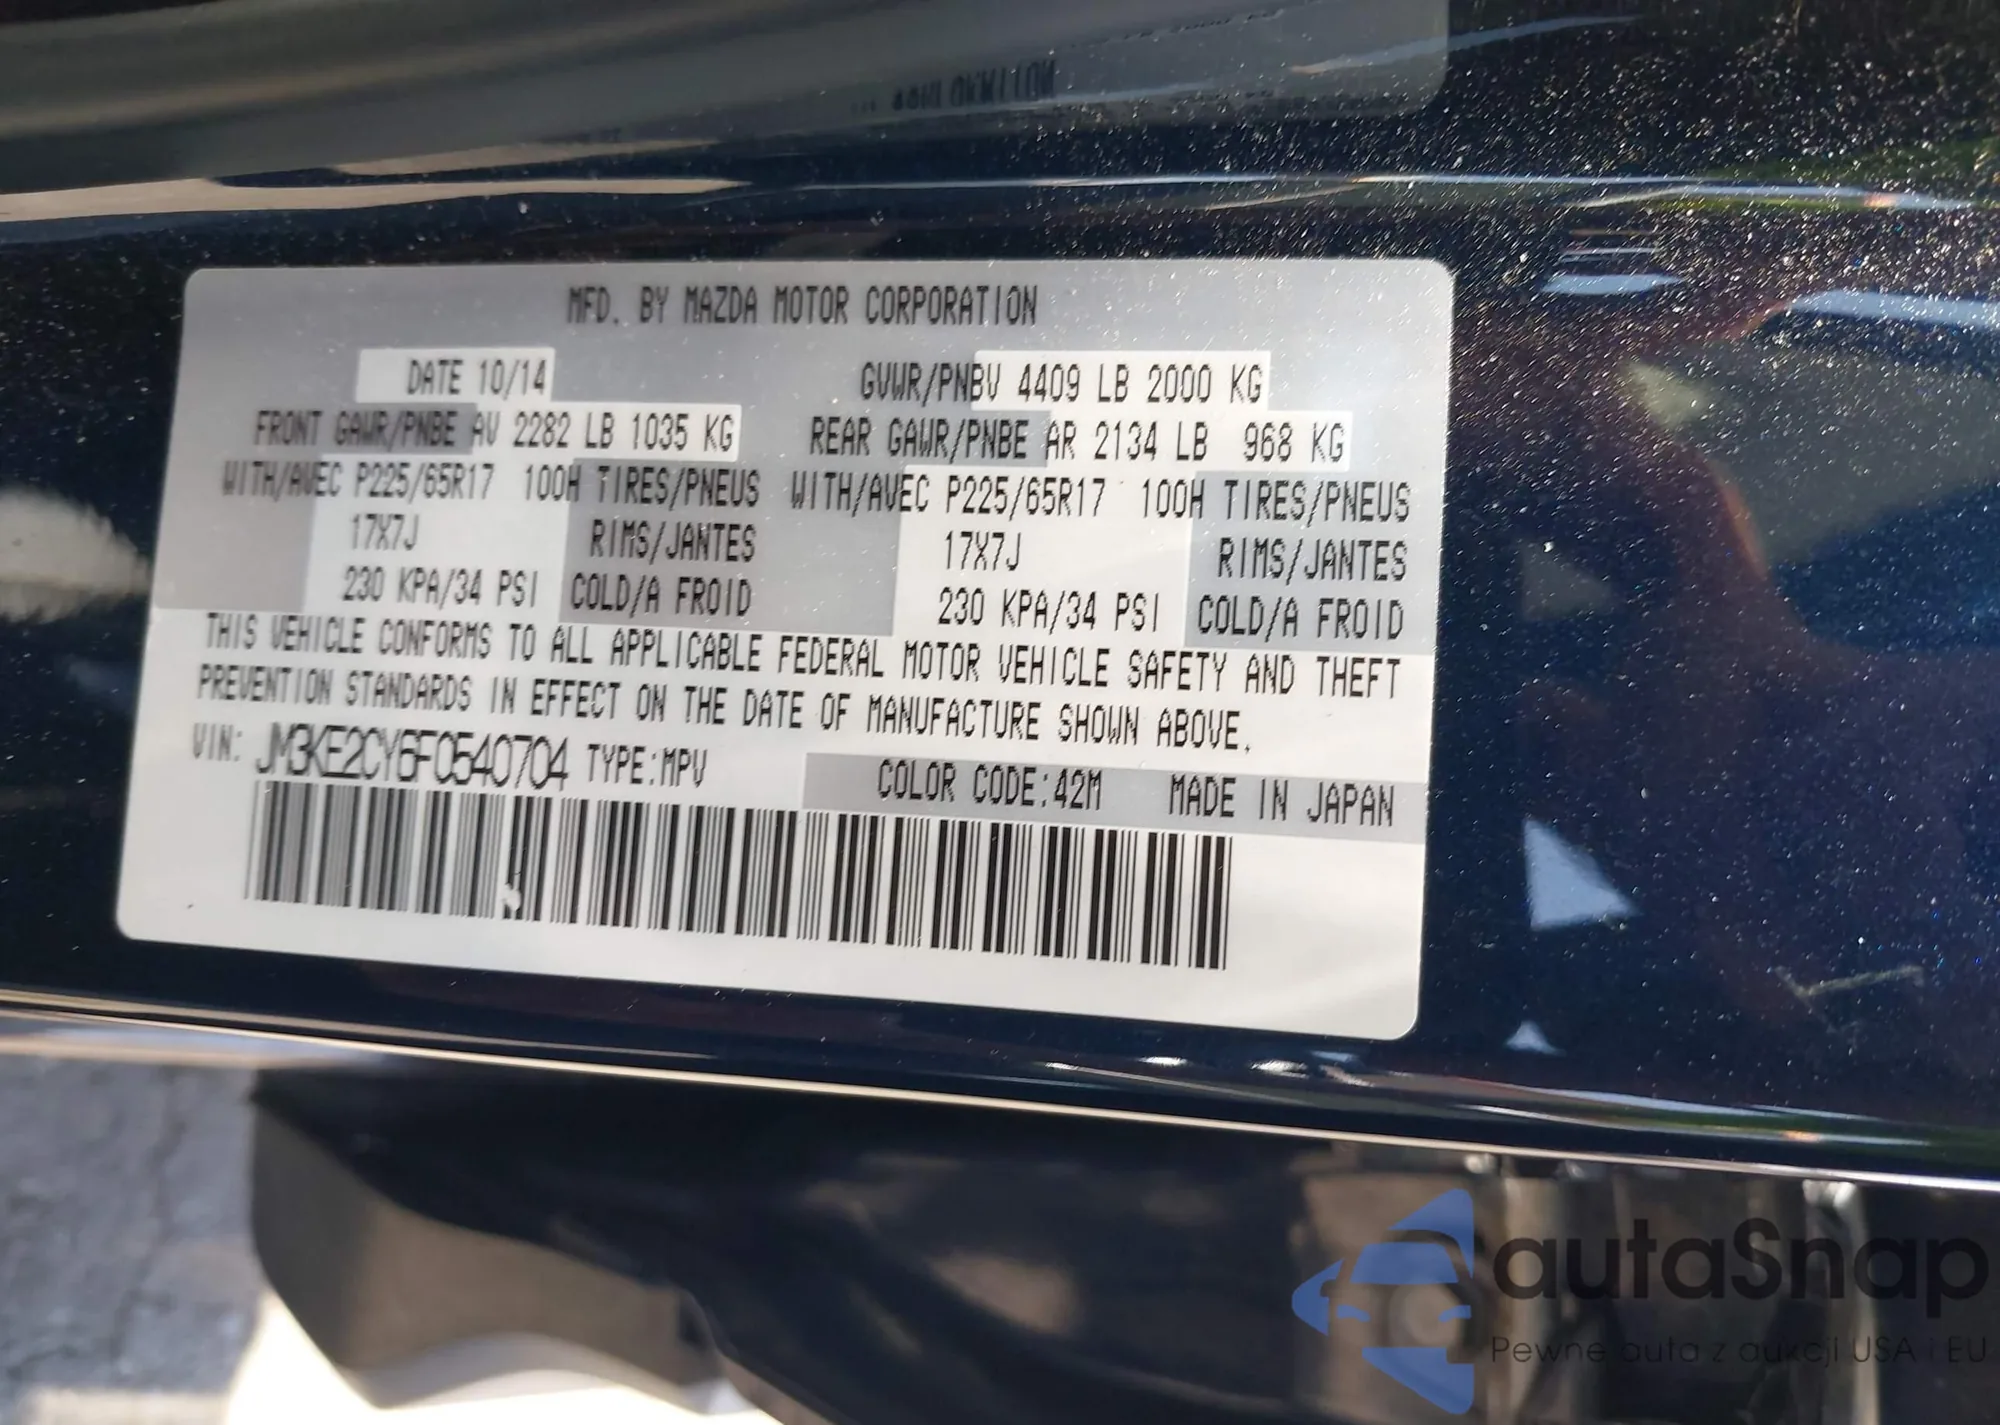 MFD. BY MAZDA MOTOR CORPORATION
DATE 10/14 GVWR/PNBV 4409 LB 2000 KG
FRONT GAWR/PNBE AV 2282 LB 1035 KG REAR GAWR/PNBE AR 2134 LB 968 KG
WITH/AVEC P225/65R17 100H TIRES/PNEUS WITH/AVEC P225/65R17 100H TIRES/PNEUS
17X7J RIMS/JANTES 17X7J RIMS/JANTES
230 KPA/34 PSI COLD/A FROID 230 KPA/34 PSI COLD/A FROID
THIS VEHICLE CONFORMS TO ALL APPLICABLE FEDERAL MOTOR VEHICLE SAFETY AND THEFT
PREVENTION STANDARDS IN EFFECT ON THE DATE OF MANUFACTURE SHOWN ABOVE.
VIN: JM3KE2CY6F0540704 TYPE:MPV COLOR CODE:42M MADE IN JAPAN
autaSnap
Pewne auta z aukcji USA i EU